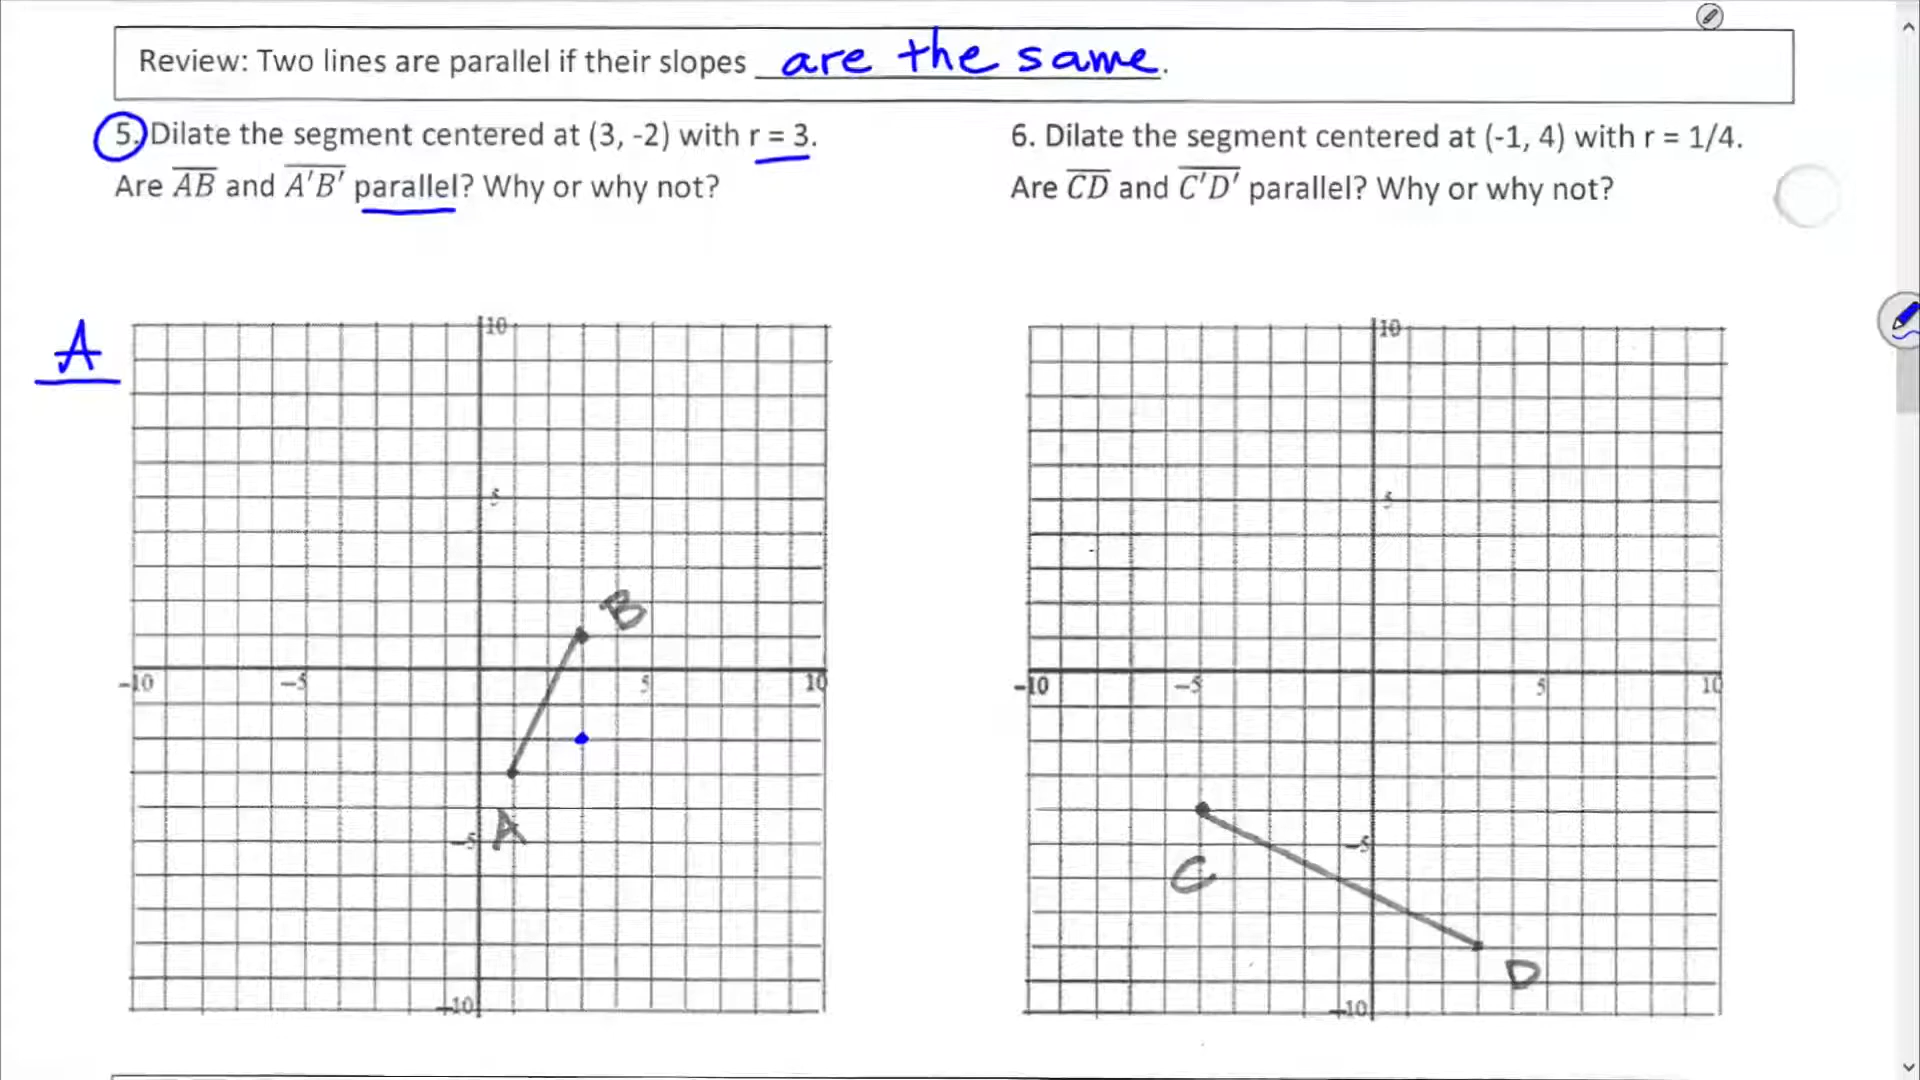 Review: Two lines are parallel if their slopes are the same.
5. Dilate the segment centered at (3, -2) with r = 3.
Are AB and A'B' parallel? Why or why not?
6. Dilate the segment centered at (-1, 4) with r = 1/4.
Are CD and C'D' parallel? Why or why not?
A
10
5
B
-10
-5
5
10
A
-5
-10
10
5
-10
-5
5
10
-5
C
D
-10